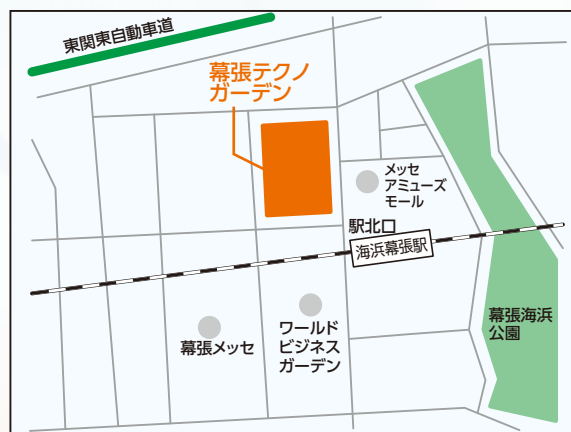 東関東自動車道
幕張テクノ
ガーデン
メッセ
アミューズ
モール
駅北口
海浜幕張駅
幕張メッセ
ワールド
ビジネス
ガーデン
幕張海浜
公園